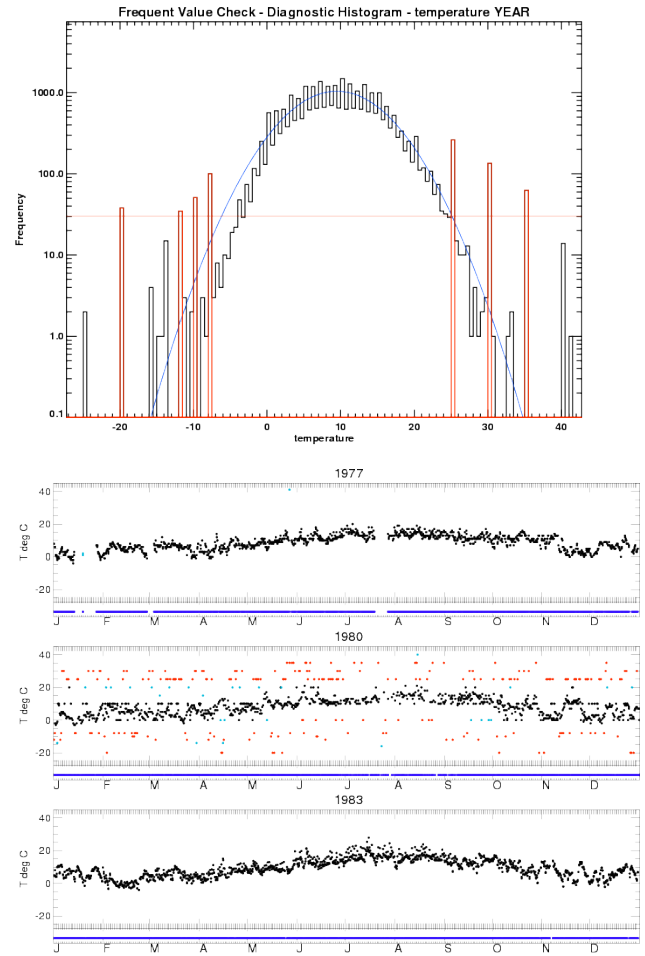 Frequent Value Check - Diagnostic Histogram - temperature YEAR
1000.0
100.0
10.0
1.0
0.1
Frequency
-20 -10 0 10 20 30 40
temperature
1977
40
20
0
-20
T deg C
J F M A M J J A S O N D
1980
40
20
0
-20
T deg C
J F M A M J J A S O N D
1983
40
20
0
-20
T deg C
J F M A M J J A S O N D